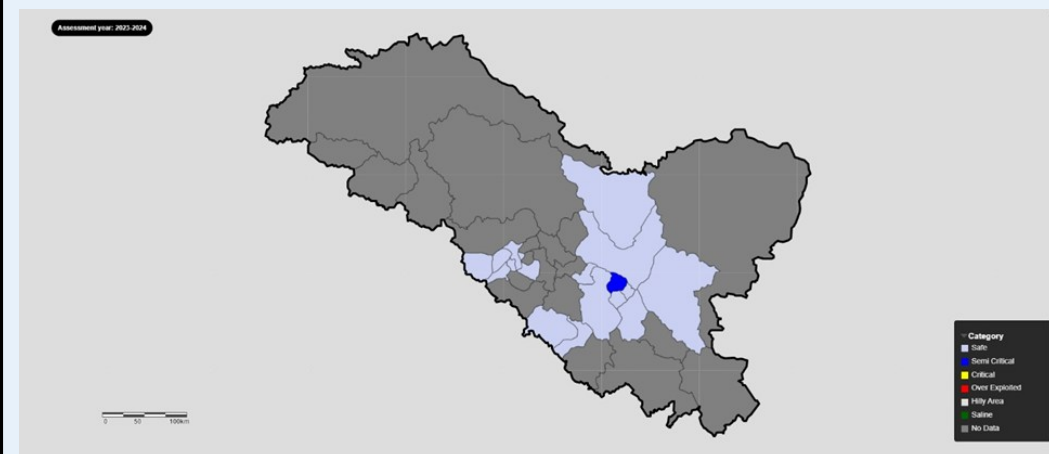 Assessment year: 2023-2024
Category
Safe
Semi Critical
Critical
Over Exploited
Hilly Area
Saline
No Data
0 50 100km